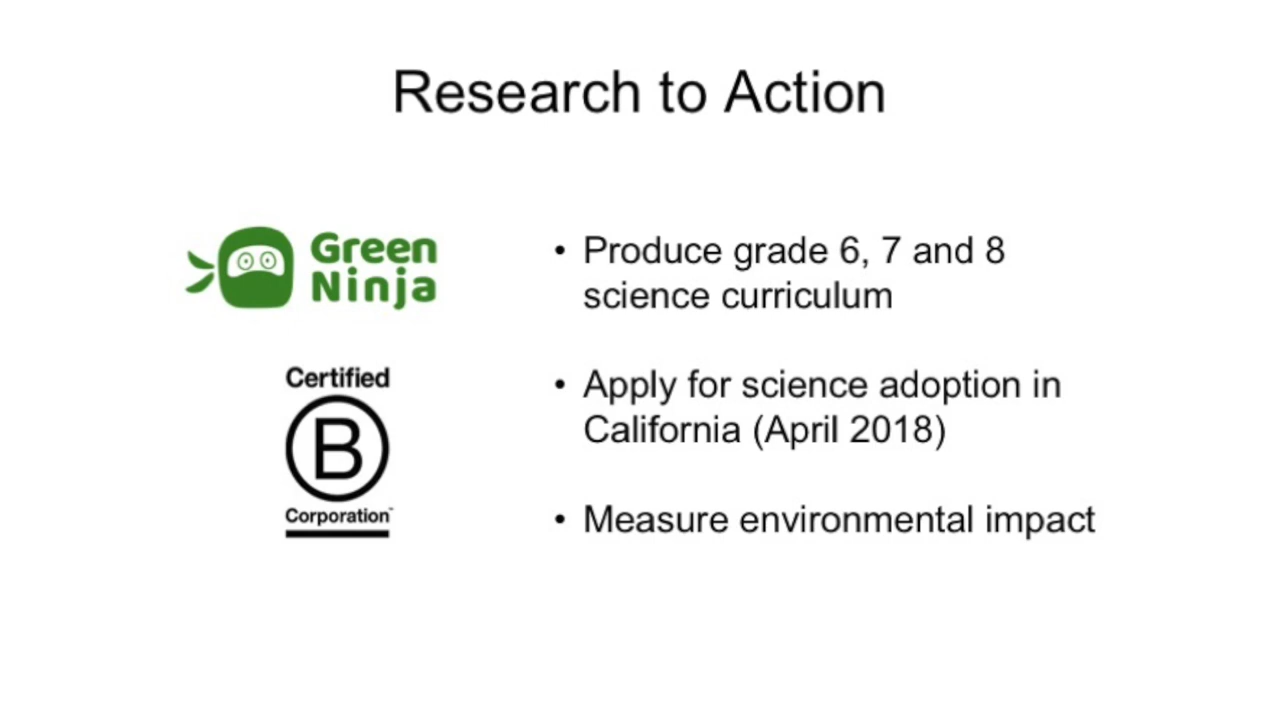 Research to Action
Green
Ninja
Certified
B
Corporation™
• Produce grade 6, 7 and 8
science curriculum
• Apply for science adoption in
California (April 2018)
• Measure environmental impact